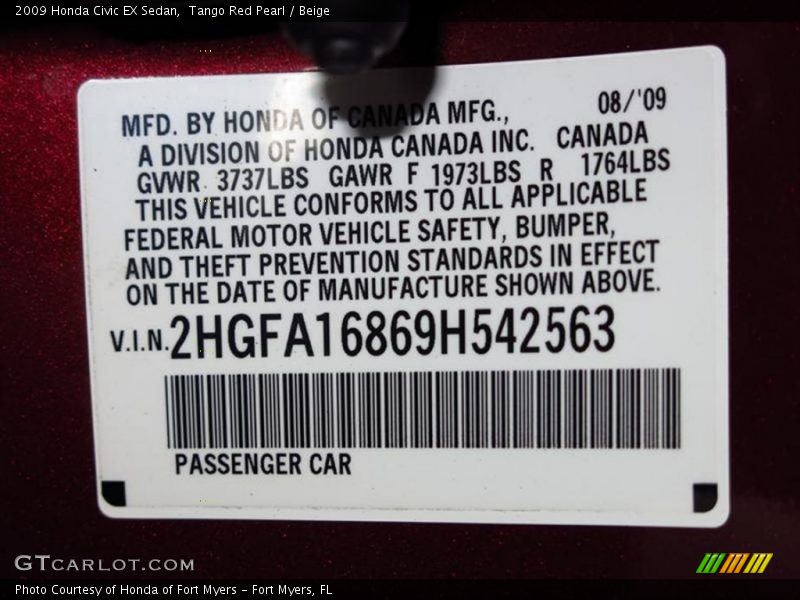 2009 Honda Civic EX Sedan,  Tango Red Pearl / Beige
08/'09
MFD. BY HONDA OF CANADA MFG.,
A DIVISION OF HONDA CANADA INC. CANADA
GVWR 3737LBS GAWR F 1973LBS R 1764LBS
THIS VEHICLE CONFORMS TO ALL APPLICABLE
FEDERAL MOTOR VEHICLE SAFETY, BUMPER,
AND THEFT PREVENTION STANDARDS IN EFFECT
ON THE DATE OF MANUFACTURE SHOWN ABOVE.
V.I.N. 2HGFA16869H542563
PASSENGER CAR
GTCARLOT.COM
Photo Courtesy of Honda of Fort Myers - Fort Myers, FL